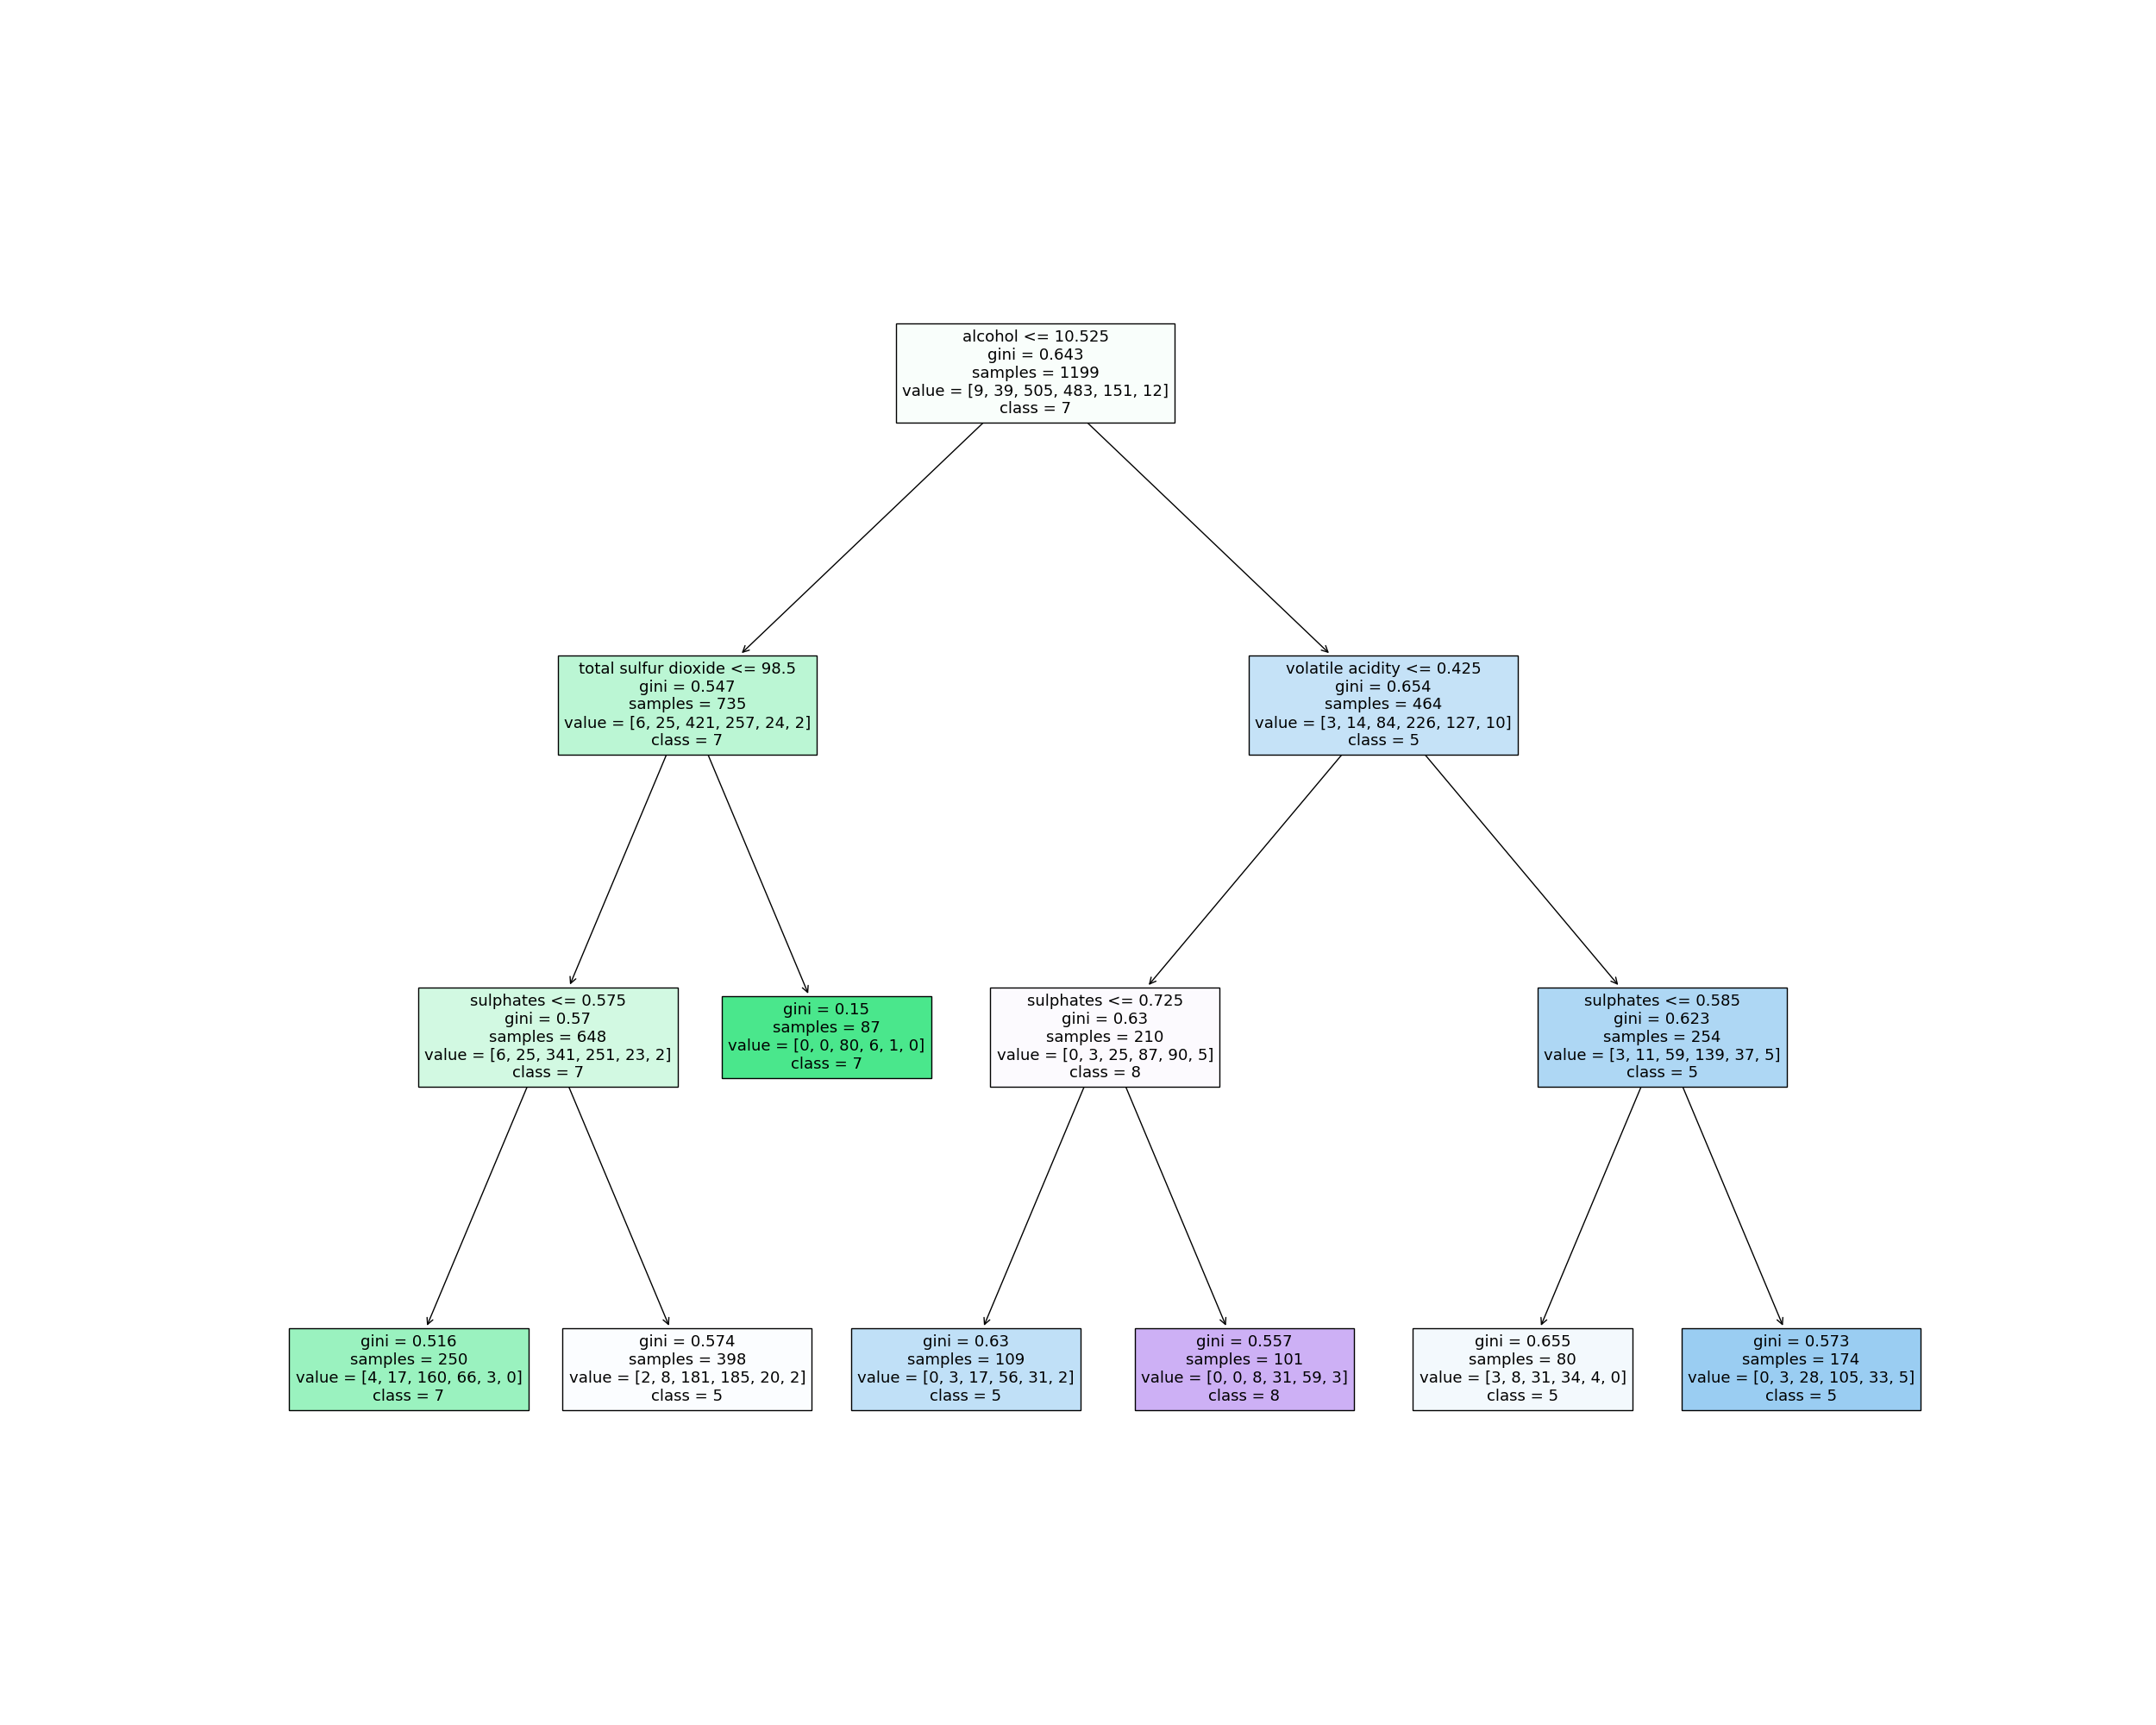 alcohol <= 10.525
gini = 0.643
samples = 1199
value = [9, 39, 505, 483, 151, 12]
class = 7
total sulfur dioxide <= 98.5
gini = 0.547
samples = 735
value = [6, 25, 421, 257, 24, 2]
class = 7
volatile acidity <= 0.425
gini = 0.654
samples = 464
value = [3, 14, 84, 226, 127, 10]
class = 5
sulphates <= 0.575
gini = 0.57
samples = 648
value = [6, 25, 341, 251, 23, 2]
class = 7
gini = 0.15
samples = 87
value = [0, 0, 80, 6, 1, 0]
class = 7
sulphates <= 0.725
gini = 0.63
samples = 210
value = [0, 3, 25, 87, 90, 5]
class = 8
sulphates <= 0.585
gini = 0.623
samples = 254
value = [3, 11, 59, 139, 37, 5]
class = 5
gini = 0.516
samples = 250
value = [4, 17, 160, 66, 3, 0]
class = 7
gini = 0.574
samples = 398
value = [2, 8, 181, 185, 20, 2]
class = 5
gini = 0.63
samples = 109
value = [0, 3, 17, 56, 31, 2]
class = 5
gini = 0.557
samples = 101
value = [0, 0, 8, 31, 59, 3]
class = 8
gini = 0.655
samples = 80
value = [3, 8, 31, 34, 4, 0]
class = 5
gini = 0.573
samples = 174
value = [0, 3, 28, 105, 33, 5]
class = 5